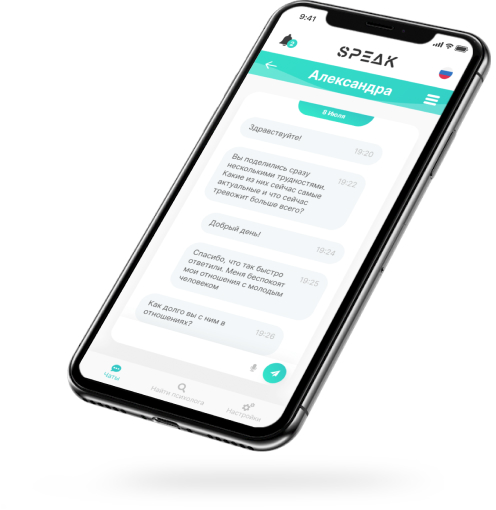 9:41
2
SPEAK
Александра
8 Июля
Здравствуйте!
19:20
Вы поделились сразу
несколькими трудностями.
Какие из них сейчас самые
актуальные и что сейчас
тревожит больше всего?
19:22
Добрый день!
19:24
Спасибо, что так быстро
ответили. Меня беспокоят
мои отношения с молодым
человеком
19:25
Как долго вы с ним в
отношениях?
19:26
Чаты
Найти психолога
Настройки